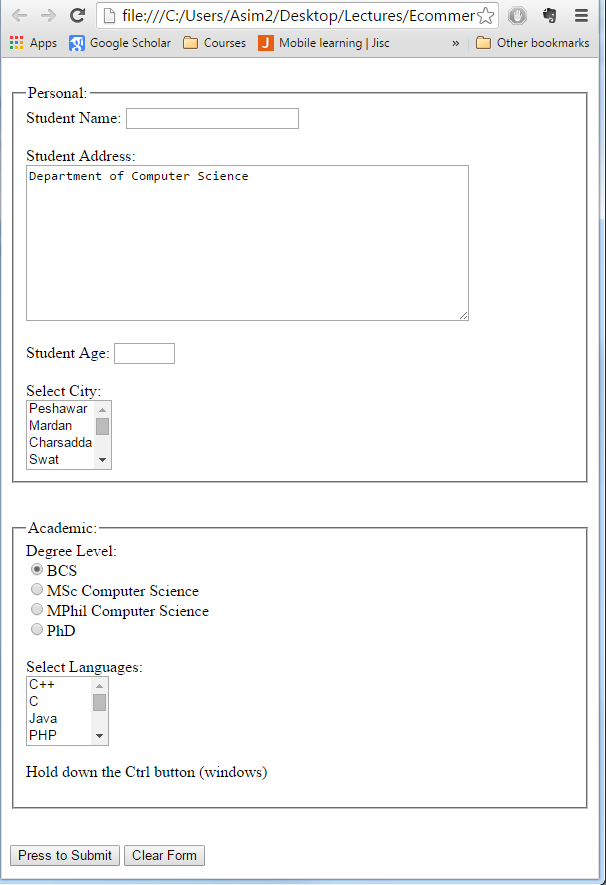 file:///C:/Users/Asim2/Desktop/Lectures/Ecommer
Apps Google Scholar Courses J Mobile learning | Jisc » Other bookmarks
Personal:
Student Name:
Student Address:
Department of Computer Science
Student Age:
Select City:
Peshawar
Mardan
Charsadda
Swat
Academic:
Degree Level:
BCS
MSc Computer Science
MPhil Computer Science
PhD
Select Languages:
C++
C
Java
PHP
Hold down the Ctrl button (windows)
Press to Submit Clear Form